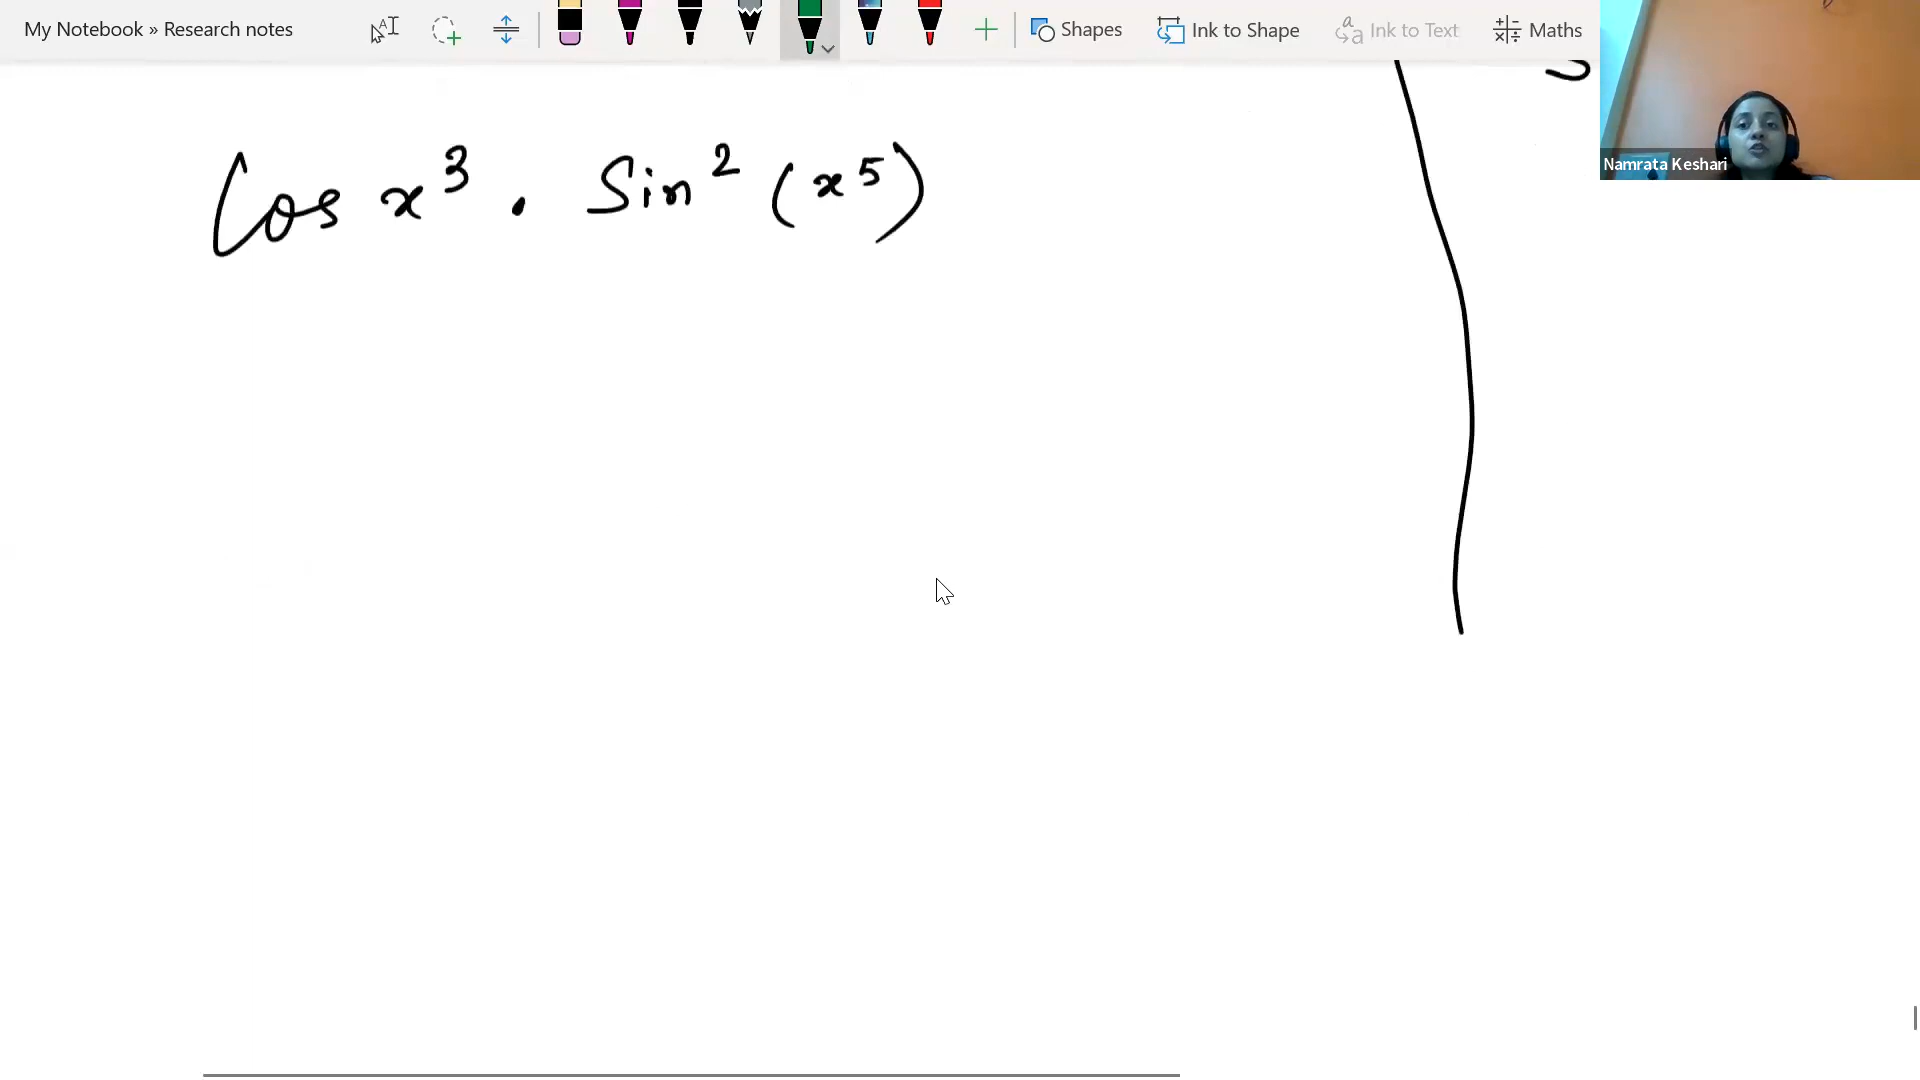 My Notebook » Research notes
Shapes
Ink to Shape
Ink to Text
Maths
Namrata Keshari
Cos x³ . Sin² (x⁵)